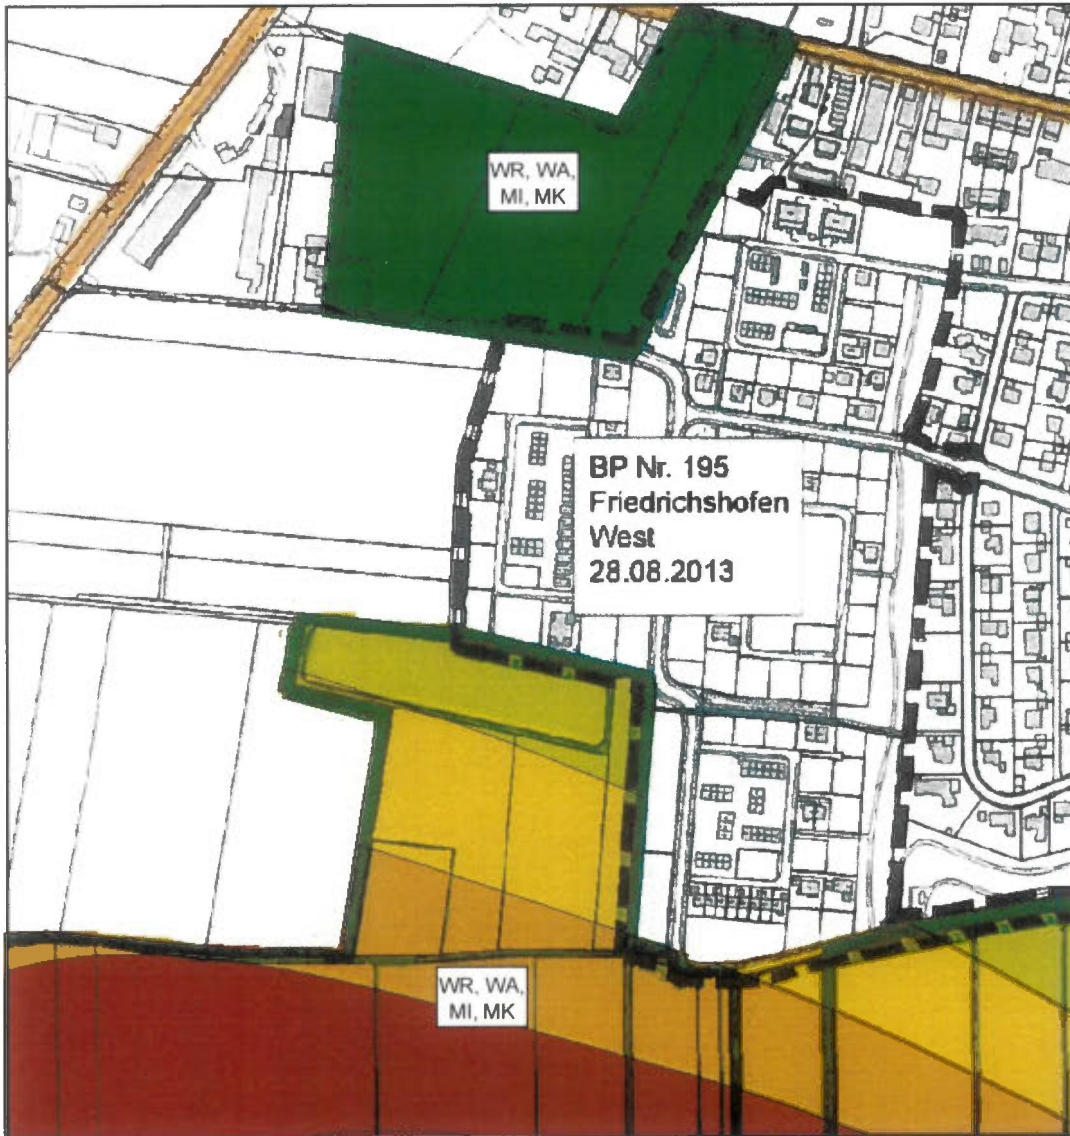 WR, WA,
MI, MK
BP Nr. 195
Friedrichshofen
West
28.08.2013
WR, WA,
MI, MK